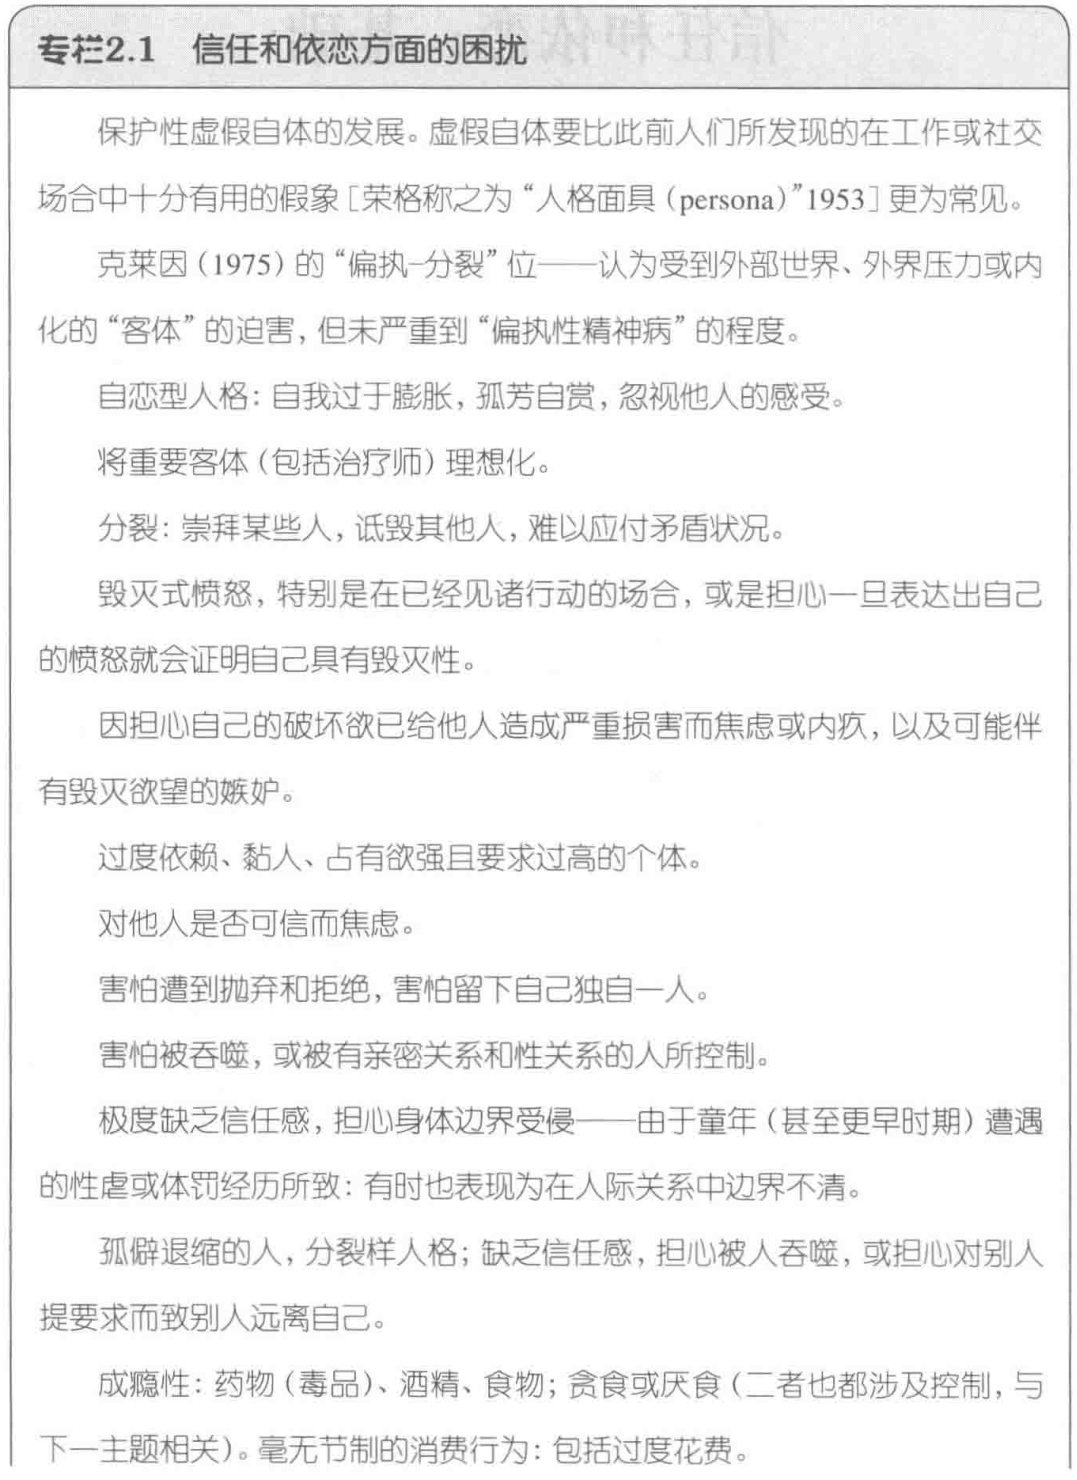 专栏2.1 信任和依恋方面的困扰
保护性虚假自体的发展。虚假自体要比此前人们所发现的在工作或社交
场合中十分有用的假象[荣格称之为“人格面具(persona)”1953]更为常见。
克莱因(1975)的“偏执-分裂”位——认为受到外部世界、外界压力或内
化的“客体”的迫害,但未严重到“偏执性精神病”的程度。
自恋型人格:自我过于膨胀,孤芳自赏,忽视他人的感受。
将重要客体(包括治疗师)理想化。
分裂:崇拜某些人,诋毁其他人,难以应付矛盾状况。
毁灭式愤怒,特别是在已经见诸行动的场合,或是担心一旦表达出自己
的愤怒就会证明自己具有毁灭性。
因担心自己的破坏欲已给他人造成严重损害而焦虑或内疚,以及可能伴
有毁灭欲望的嫉妒。
过度依赖、黏人、占有欲强且要求过高的个体。
对他人是否可信而焦虑。
害怕遭到抛弃和拒绝,害怕留下自己独自一人。
害怕被吞噬,或被有亲密关系和性关系的人所控制。
极度缺乏信任感,担心身体边界受侵——由于童年(甚至更早时期)遭遇
的性虐或体罚经历所致:有时也表现为在人际关系中边界不清。
孤僻退缩的人,分裂样人格;缺乏信任感,担心被人吞噬,或担心对别人
提要求而致别人远离自己。
成瘾性:药物(毒品)、酒精、食物;贪食或厌食(二者也都涉及控制,与
下一主题相关)。毫无节制的消费行为:包括过度花费。